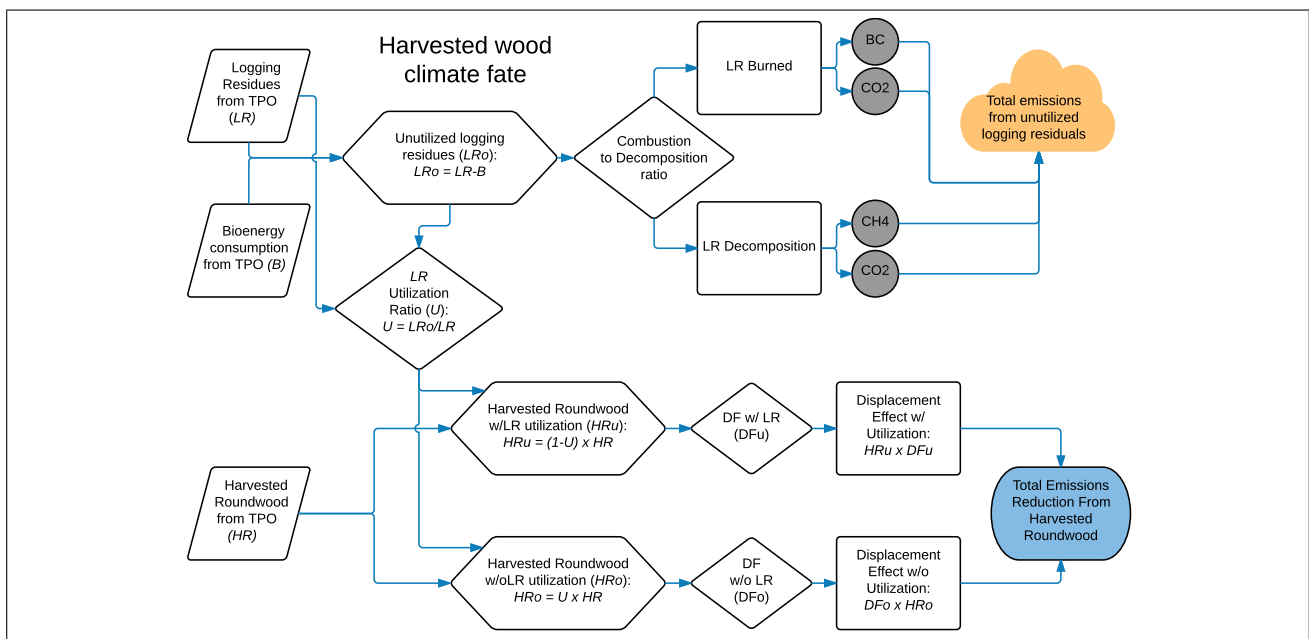 Harvested wood
climate fate
Logging
Residues
from TPO
(LR)
Bioenergy
consumption
from TPO (B)
Unutilized logging
residues (LRo):
LRo = LR-B
LR
Utilization
Ratio (U):
U = LRo/LR
Combustion
to Decomposition
ratio
LR Burned
BC
CO2
LR Decomposition
CH4
CO2
Total emissions
from unutilized
logging residuals
Harvested
Roundwood
from TPO
(HR)
Harvested Roundwood
w/LR utilization (HRu):
HRu = (1-U) x HR
DF w/ LR
(DFu)
Displacement
Effect w/
Utilization:
HRu x DFu
Harvested Roundwood
w/oLR utilization (HRo):
HRo = U x HR
DF
w/o LR
(DFo)
Displacement
Effect w/o
Utilization:
DFo x HRo
Total Emissions
Reduction From
Harvested
Roundwood